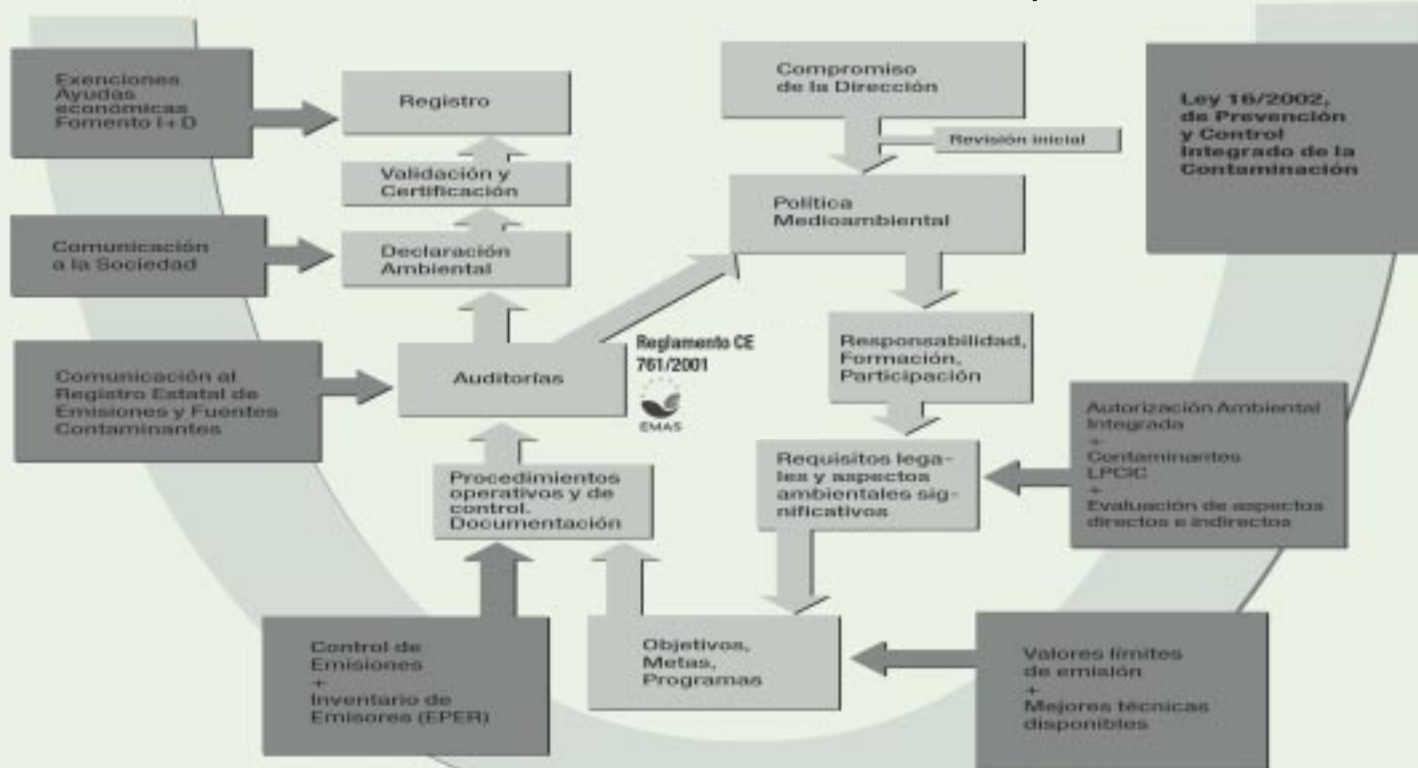 Exenciones
Ayudas
económicas
Fomento I+D
Registro
Validación y
Certificación
Comunicación
a la Sociedad
Declaración
Ambiental
Comunicación al
Registro Estatal de
Emisiones y Fuentes
Contaminantes
Auditorías
Reglamento CE
761/2001
EMAS
Procedimientos
operativos y de
control.
Documentación
Control de
Emisiones
+
Inventario de
Emisores (EPER)
Compromiso
de la Dirección
Revisión inicial
Política
Medioambiental
Responsabilidad,
Formación,
Participación
Requisitos lega-
les y aspectos
ambientales sig-
nificativos
Objetivos,
Metas,
Programas
Ley 16/2002,
de Prevención
y Control
Integrado de la
Contaminación
Autorización Ambiental
Integrada
+
Contaminantes
LPCIC
+
Evaluación de aspectos
directos e indirectos
Valores límites
de emisión
+
Mejores técnicas
disponibles